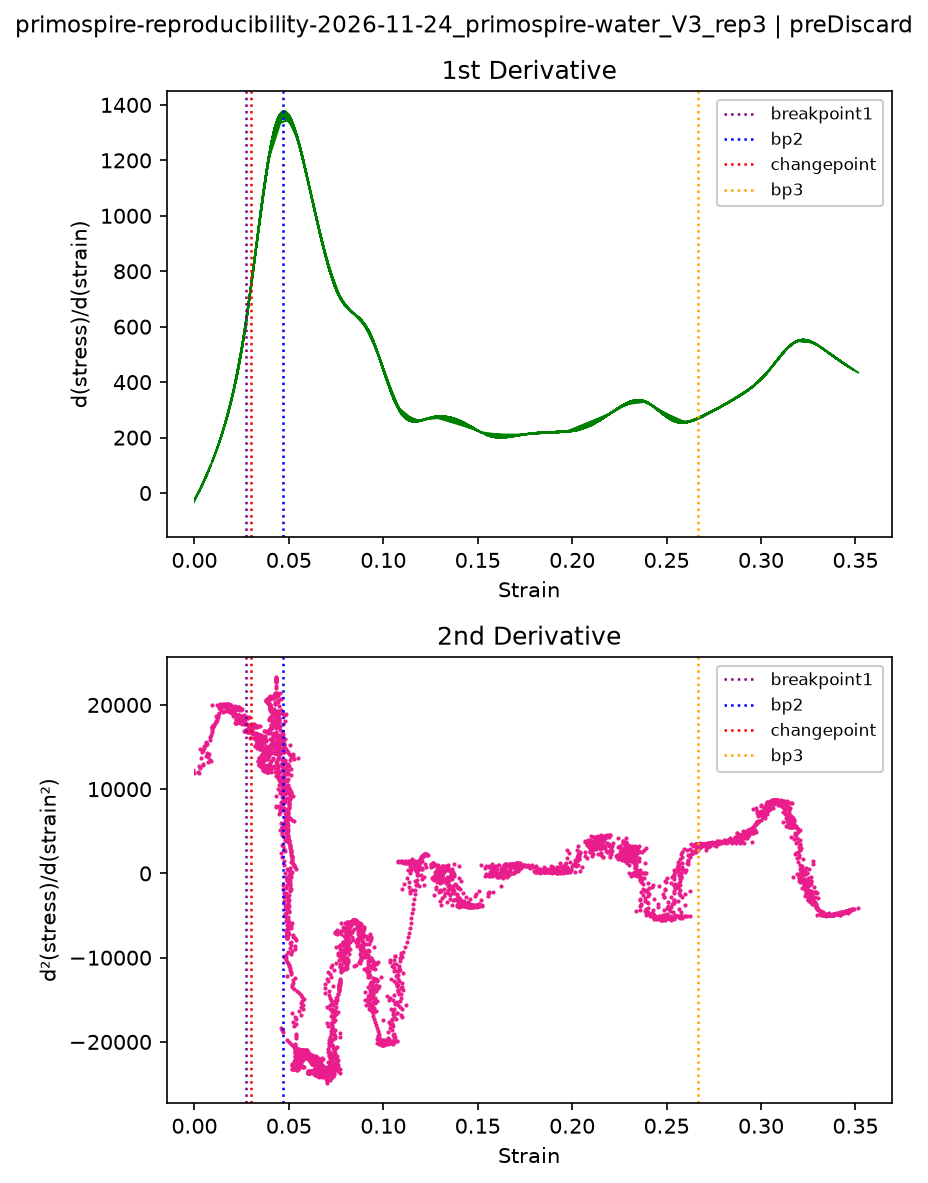 primospire-reproducibility-2026-11-24_primospire-water_V3_rep3 | preDiscard
1st Derivative
1400
1200
1000
800
600
400
200
0
d(stress)/d(strain)
breakpoint1
bp2
changepoint
bp3
0.00 0.05 0.10 0.15 0.20 0.25 0.30 0.35
Strain
2nd Derivative
20000
10000
0
−10000
−20000
d²(stress)/d(strain²)
breakpoint1
bp2
changepoint
bp3
0.00 0.05 0.10 0.15 0.20 0.25 0.30 0.35
Strain